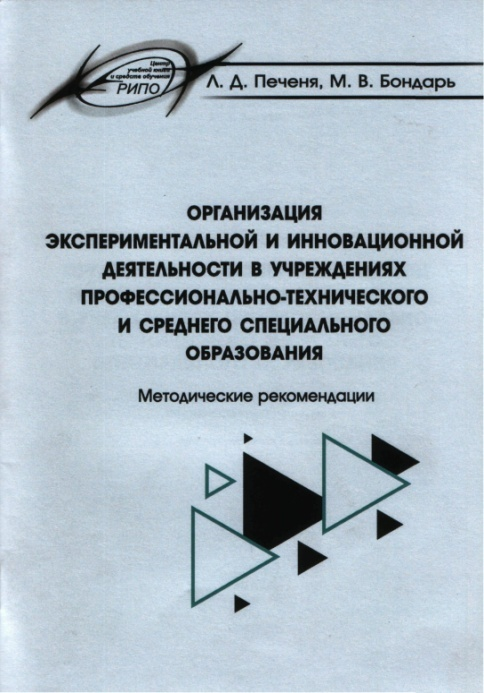 Центр
учебной книги
и средств обучения
РИПО
Л. Д. Печеня, М. В. Бондарь
ОРГАНИЗАЦИЯ
ЭКСПЕРИМЕНТАЛЬНОЙ И ИННОВАЦИОННОЙ
ДЕЯТЕЛЬНОСТИ В УЧРЕЖДЕНИЯХ
ПРОФЕССИОНАЛЬНО-ТЕХНИЧЕСКОГО
И СРЕДНЕГО СПЕЦИАЛЬНОГО
ОБРАЗОВАНИЯ
Методические рекомендации